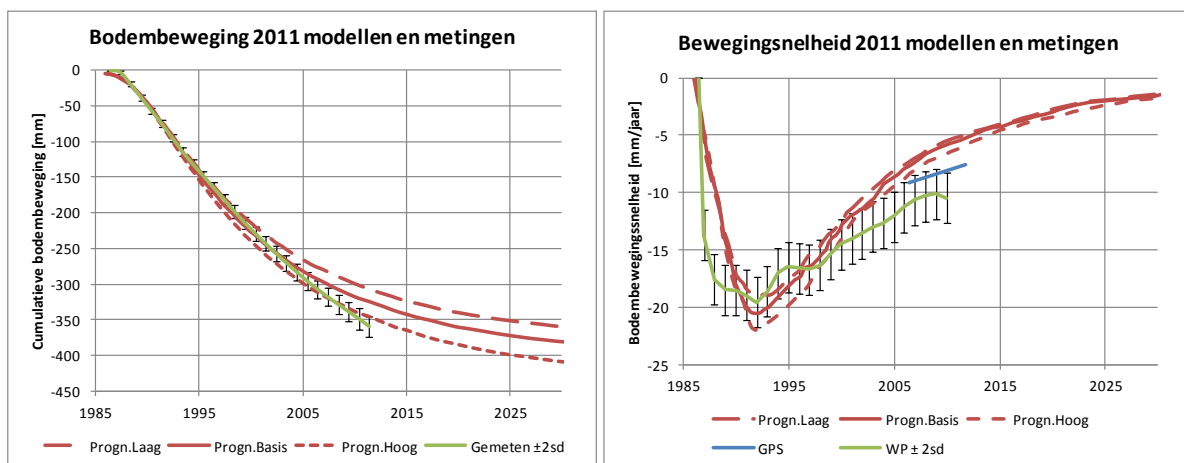 Bodembeweging 2011 modellen en metingen
Cumulatieve bodembeweging [mm]
0
-50
-100
-150
-200
-250
-300
-350
-400
-450
1985 1995 2005 2015 2025
Progn.Laag Progn.Basis Progn.Hoog Gemeten ±2sd
Bewegingsnelheid 2011 modellen en metingen
Bodembewegingssnelheid [mm/jaar]
0
-5
-10
-15
-20
-25
1985 1995 2005 2015 2025
Progn.Laag Progn.Basis Progn.Hoog
GPS WP ± 2sd